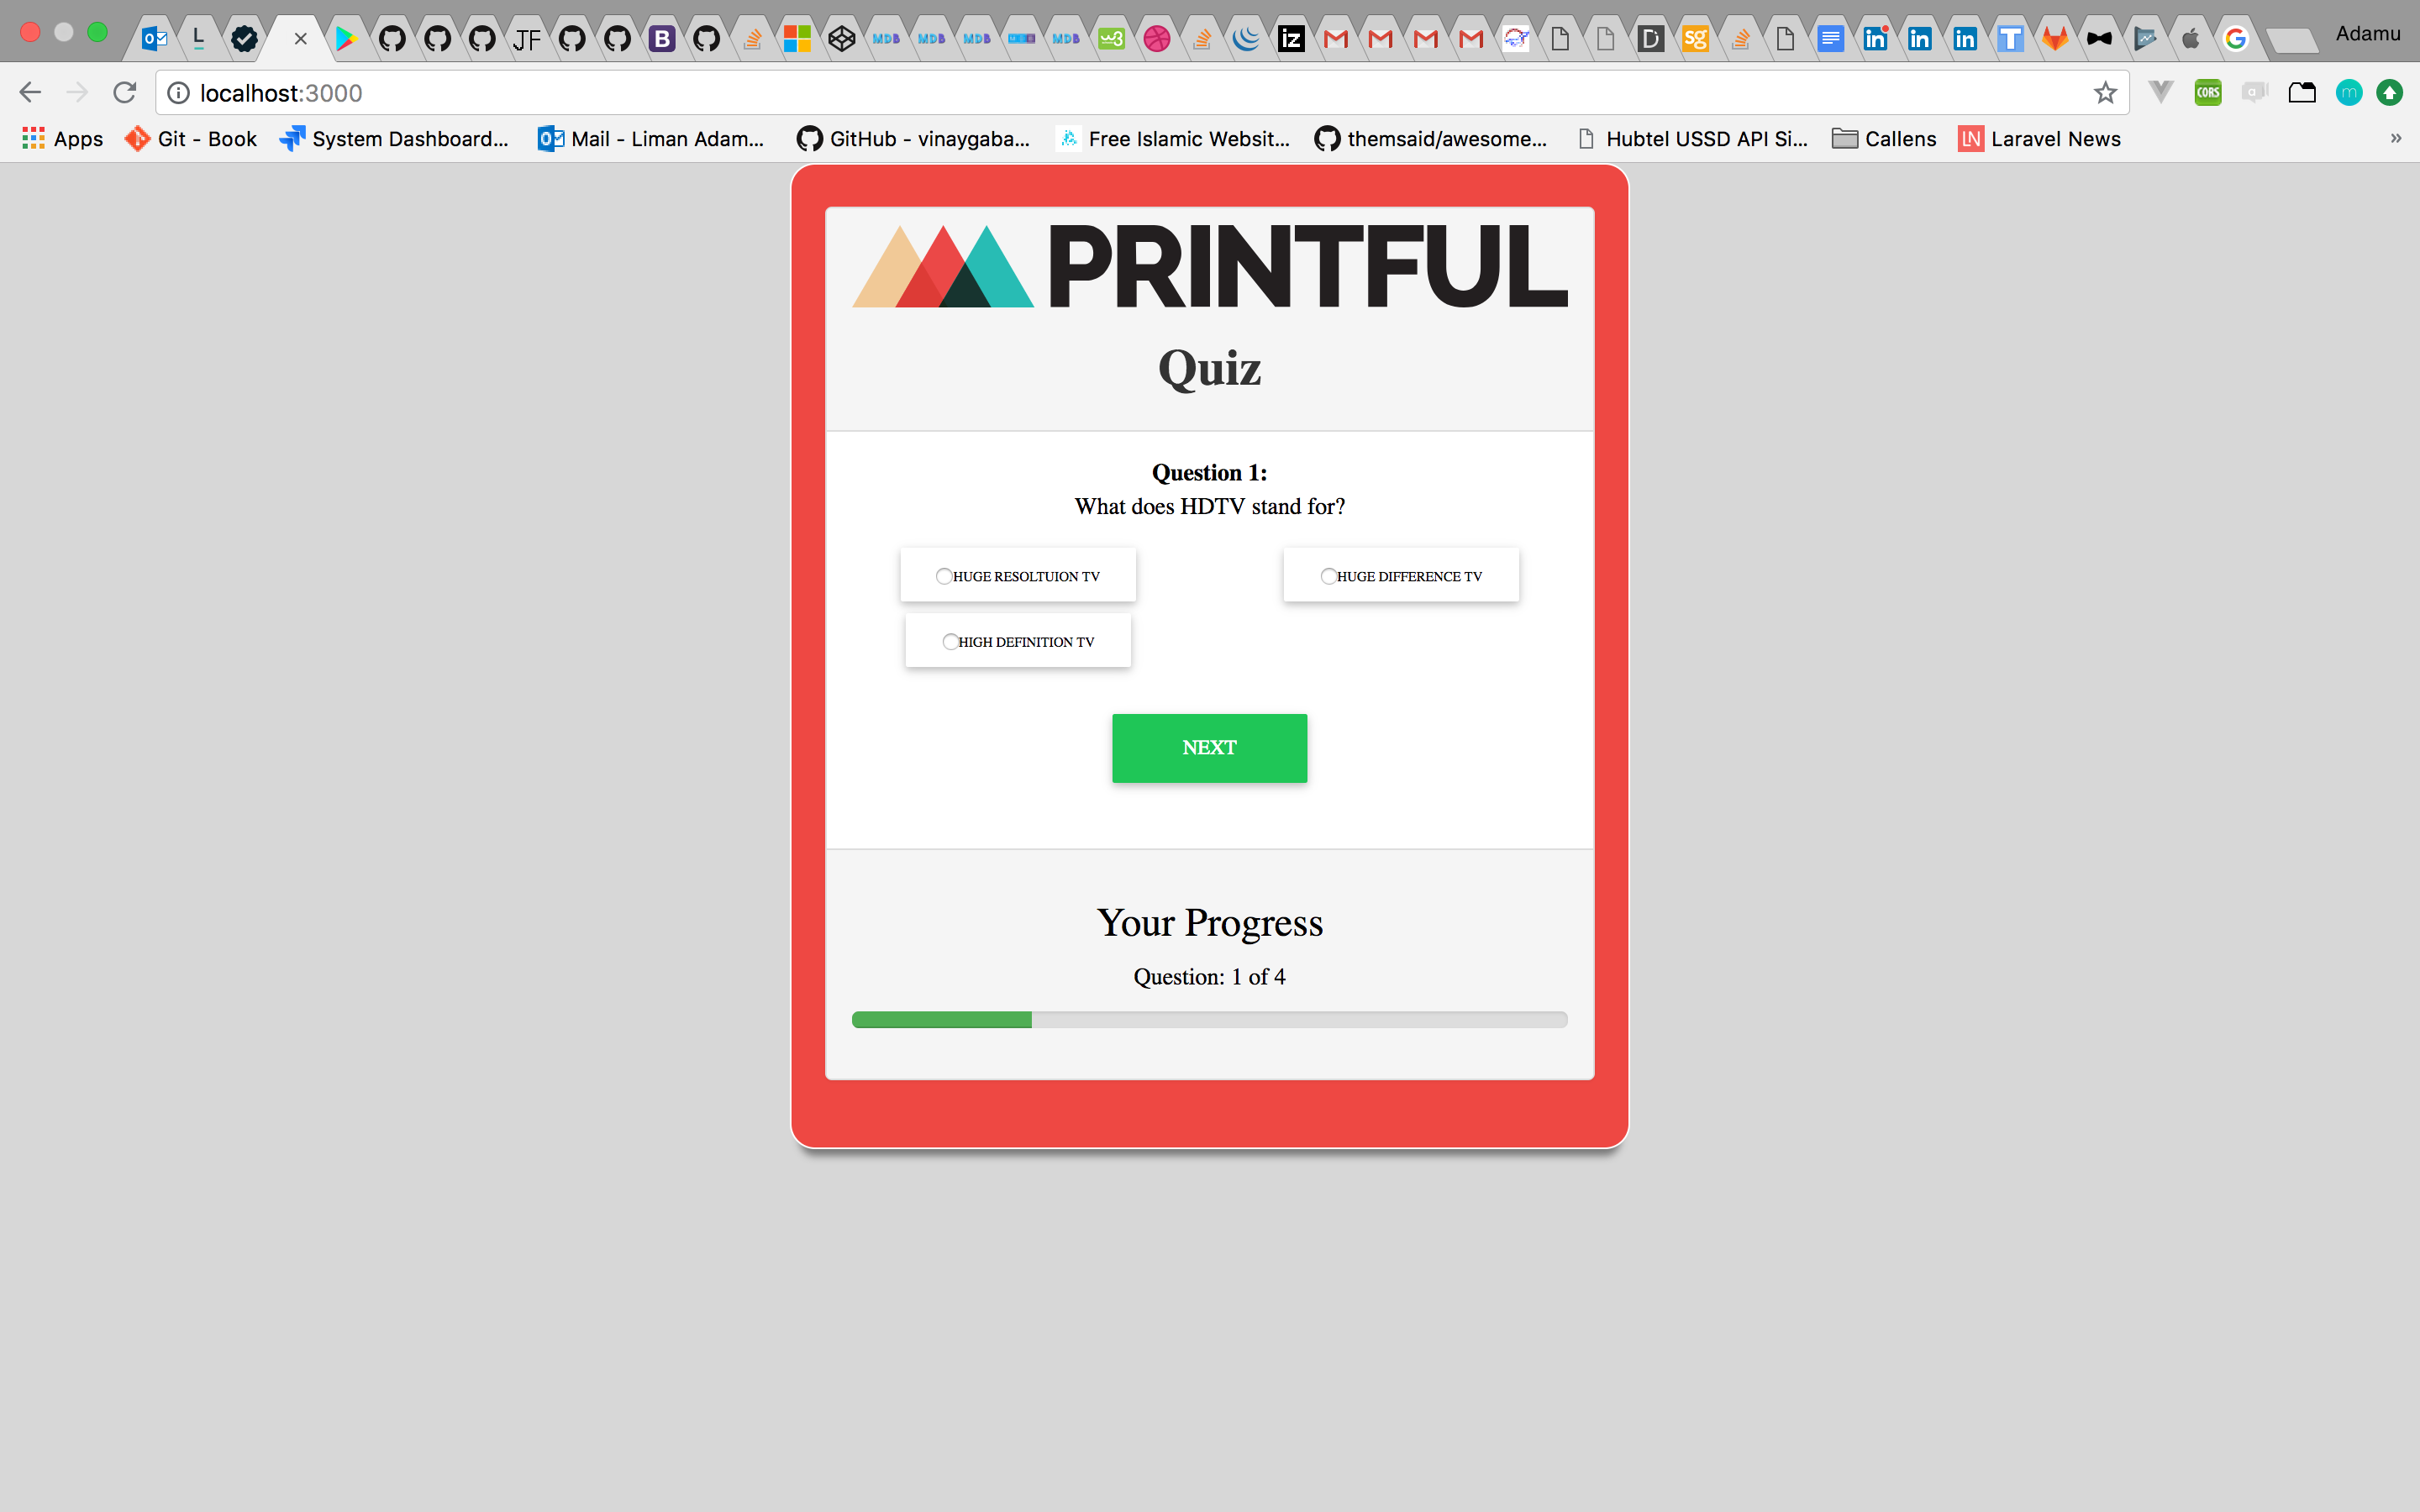 Adamu
localhost:3000
Apps Git - Book System Dashboard... Mail - Liman Adam... GitHub - vinaygaba... Free Islamic Websit... themsaid/awesome... Hubtel USSD API Si... Callens Laravel News »
PRINTFUL
Quiz
Question 1:
What does HDTV stand for?
HUGE RESOLTUION TV HUGE DIFFERENCE TV
HIGH DEFINITION TV
NEXT
Your Progress
Question: 1 of 4